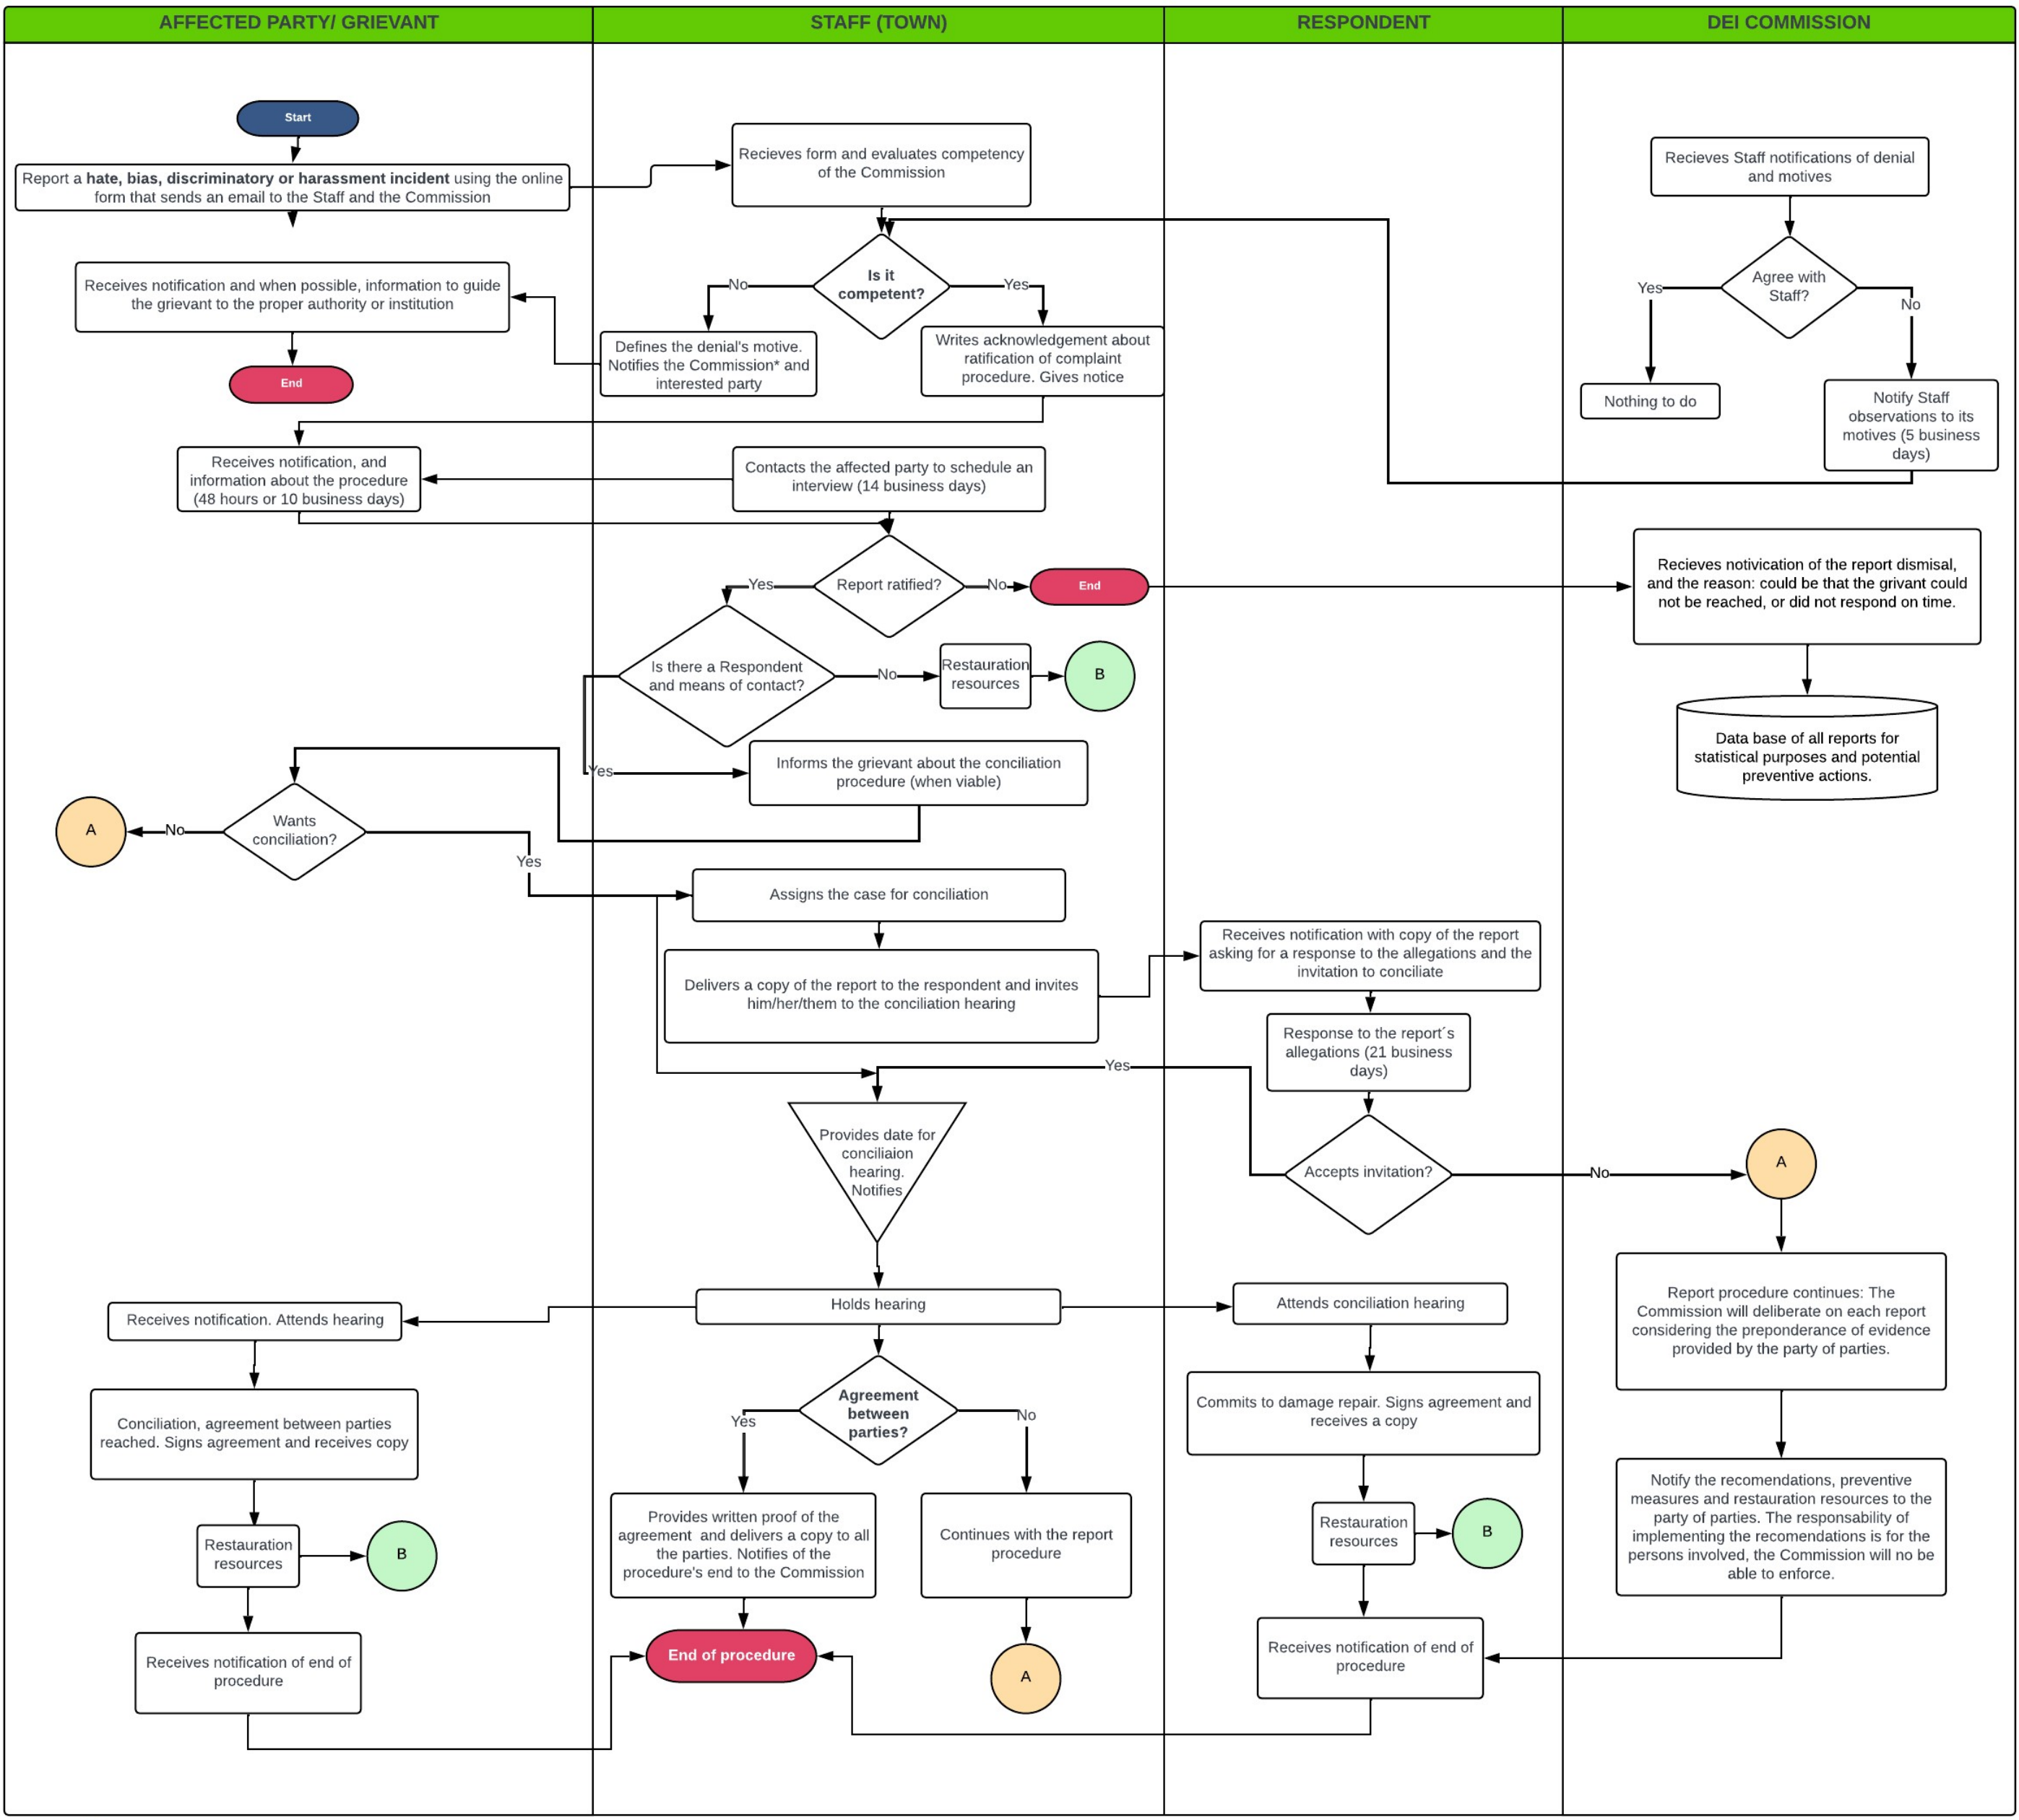 AFFECTED PARTY/ GRIEVANT
STAFF (TOWN)
RESPONDENT
DEI COMMISSION
Start
Report a hate, bias, discriminatory or harassment incident using the online
form that sends an email to the Staff and the Commission
Recieves form and evaluates competency
of the Commission
Recieves Staff notifications of denial
and motives
Receives notification and when possible, information to guide
the grievant to the proper authority or institution
End
Is it
competent?
No
Yes
Defines the denial's motive.
Notifies the Commission* and
interested party
Writes acknowledgement about
ratification of complaint
procedure. Gives notice
Agree with
Staff?
Yes
No
Nothing to do
Notify Staff
observations to its
motives (5 business
days)
Receives notification, and
information about the procedure
(48 hours or 10 business days)
Contacts the affected party to schedule an
interview (14 business days)
Report ratified?
Yes
No
End
Recieves notivication of the report dismisal,
and the reason: could be that the grivant could
not be reached, or did not respond on time.
Is there a Respondent
and means of contact?
No
Restauration
resources
B
Data base of all reports for
statistical purposes and potential
preventive actions.
Yes
Informs the grievant about the conciliation
procedure (when viable)
A
No
Wants
conciliation?
Yes
Assigns the case for conciliation
Delivers a copy of the report to the respondent and invites
him/her/them to the conciliation hearing
Receives notification with copy of the report
asking for a response to the allegations and the
invitation to conciliate
Response to the report´s
allegations (21 business
days)
Yes
Accepts invitation?
No
A
Provides date for
conciliaion
hearing.
Notifies
Report procedure continues: The
Commission will deliberate on each report
considering the preponderance of evidence
provided by the party of parties.
Receives notification. Attends hearing
Holds hearing
Attends conciliation hearing
Conciliation, agreement between parties
reached. Signs agreement and receives copy
Agreement
between
parties?
Yes
No
Commits to damage repair. Signs agreement and
receives a copy
Notify the recomendations, preventive
measures and restauration resources to the
party of parties. The responsability of
implementing the recomendations is for the
persons involved, the Commission will no be
able to enforce.
Restauration
resources
B
Provides written proof of the
agreement and delivers a copy to all
the parties. Notifies of the
procedure's end to the Commission
Continues with the report
procedure
Restauration
resources
B
Receives notification of end of
procedure
End of procedure
A
Receives notification of end of
procedure